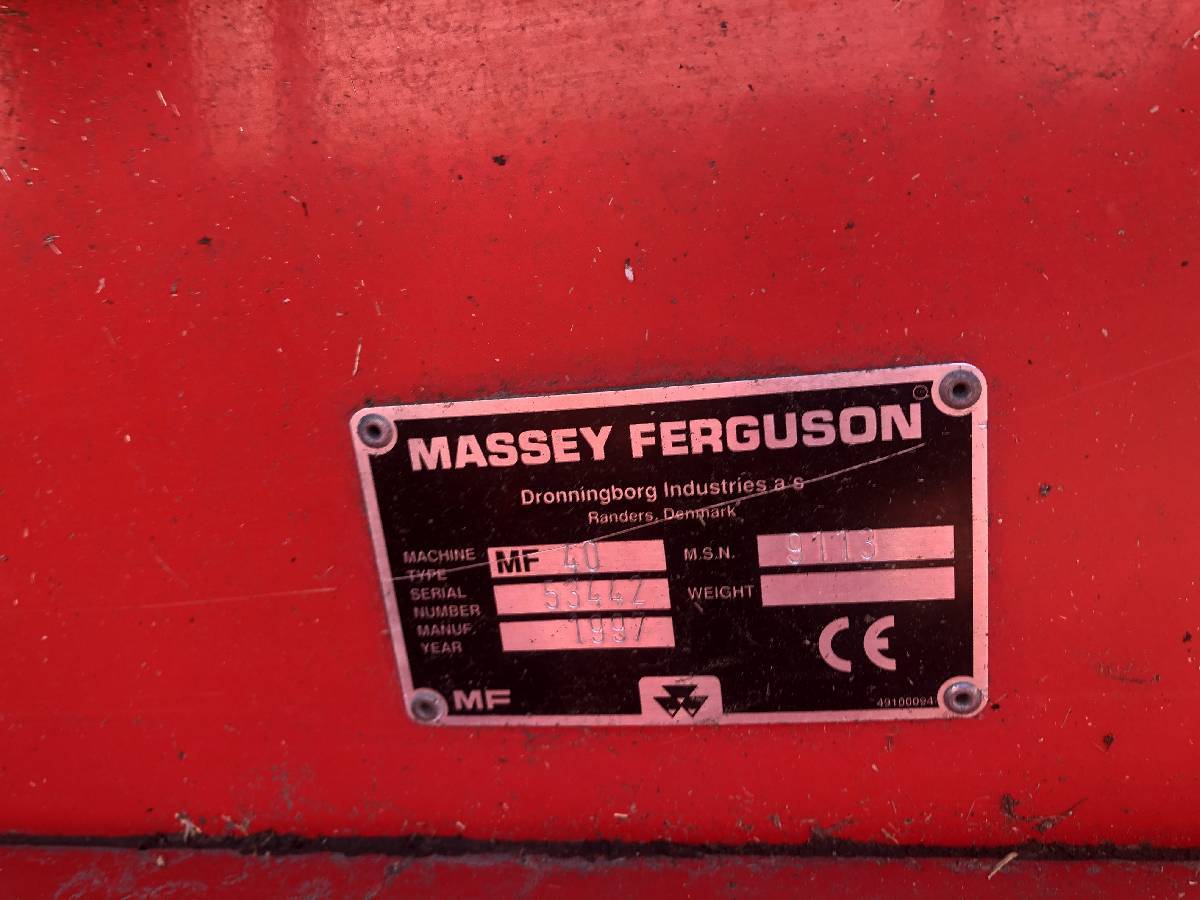 MASSEY FERGUSON
Dronningborg Industries a/s
Randers, Denmark
MACHINE TYPE MF 40 M.S.N. 9113
SERIAL NUMBER 53442 WEIGHT
MANUF. YEAR 1997
CE
MF 49100094